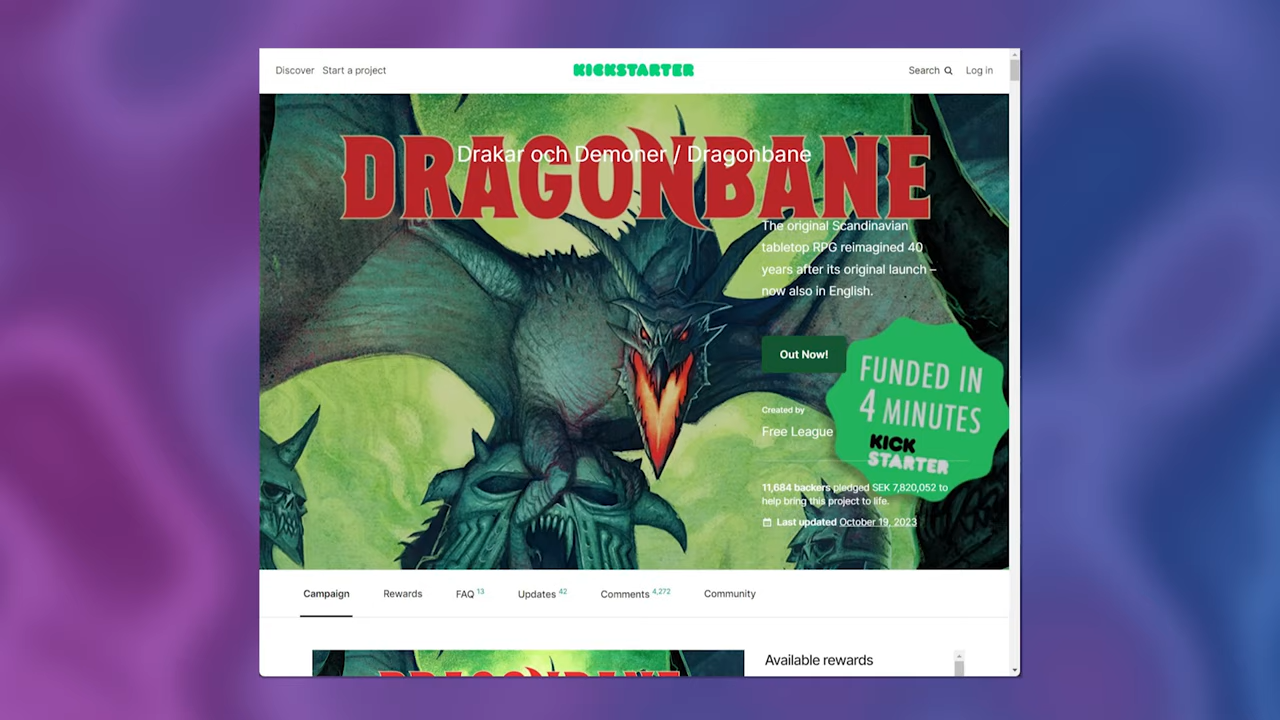 Discover Start a project KICKSTARTER Search Log in
DRAGONBANE
Drakar och Demoner / Dragonbane
The original Scandinavian
tabletop RPG reimagined 40
years after its original launch –
now also in English.
Out Now!
FUNDED IN
4 MINUTES
KICK
STARTER
Created by
Free League
11,684 backers pledged SEK 7,820,052 to
help bring this project to life.
Last updated October 19, 2023
Campaign Rewards FAQ 13 Updates 42 Comments 4,272 Community
DRAGONBANE
Available rewards